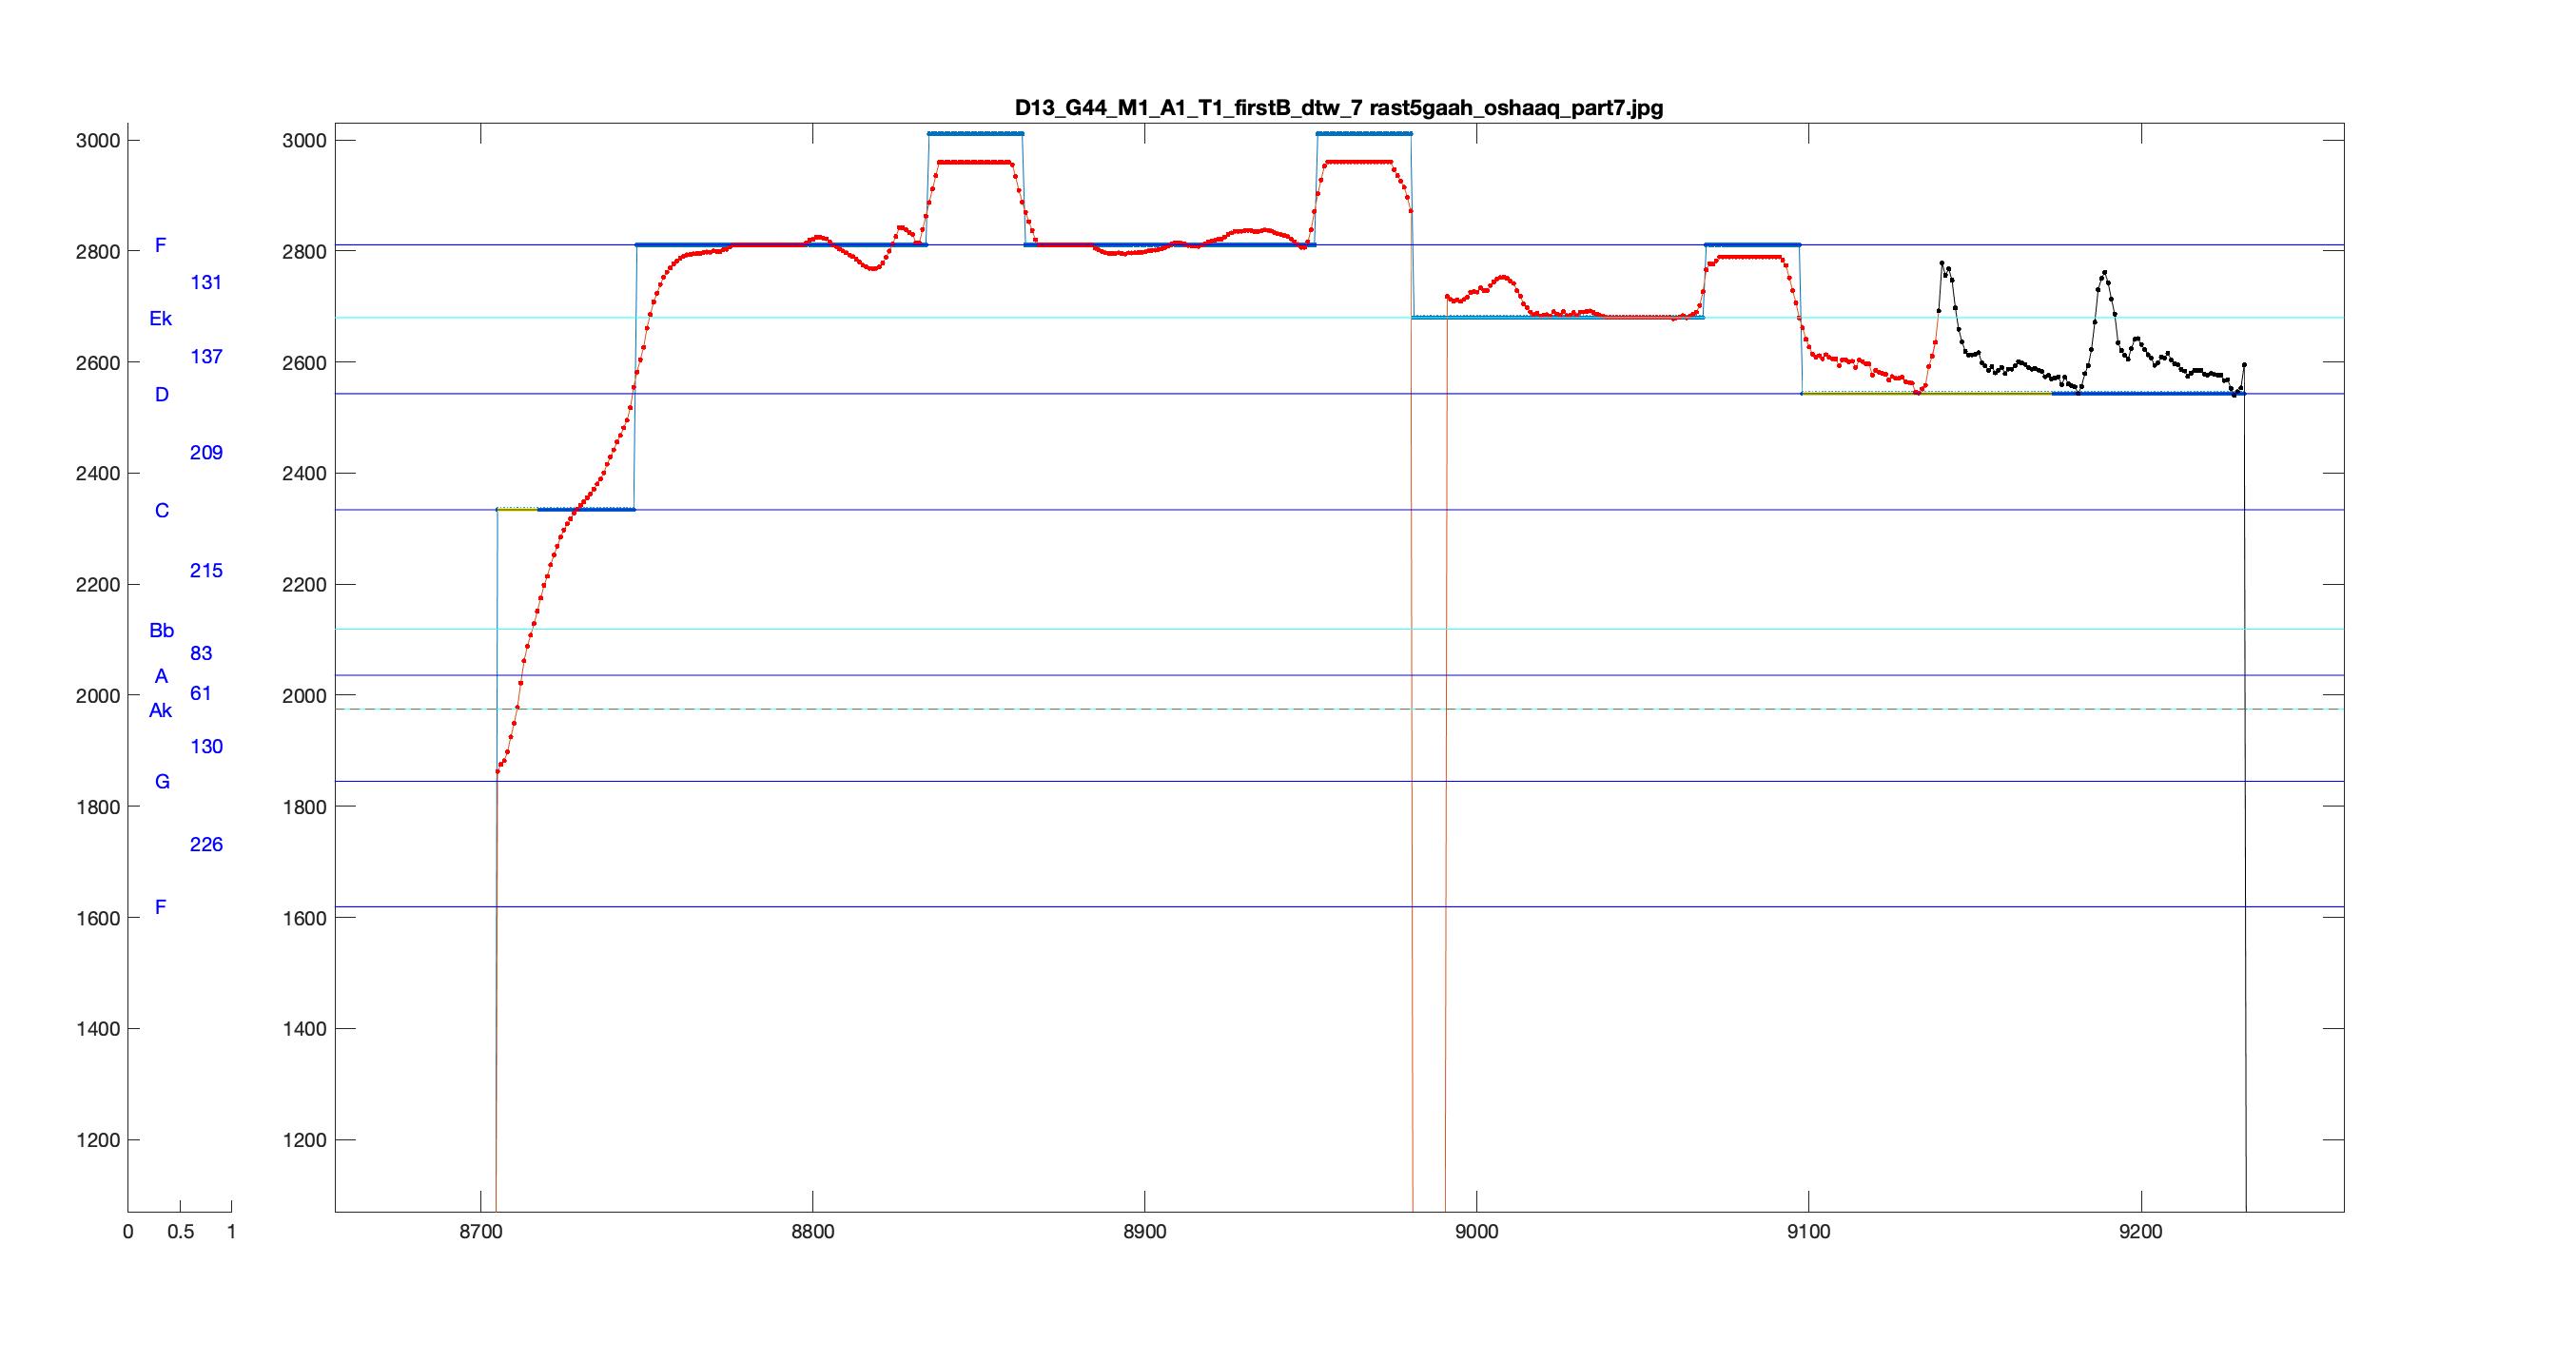 D13_G44_M1_A1_T1_firstB_dtw_7 rast5gaah_oshaaq_part7.jpg
3000 3000
F 2800 2800
131
Ek
137
2600 2600
D
209
2400 2400
C
215
2200 2200
Bb
83
A
61
2000 2000
Ak
130
G
1800 1800
226
F
1600 1600
1400 1400
1200 1200
0 0.5 1 8700 8800 8900 9000 9100 9200